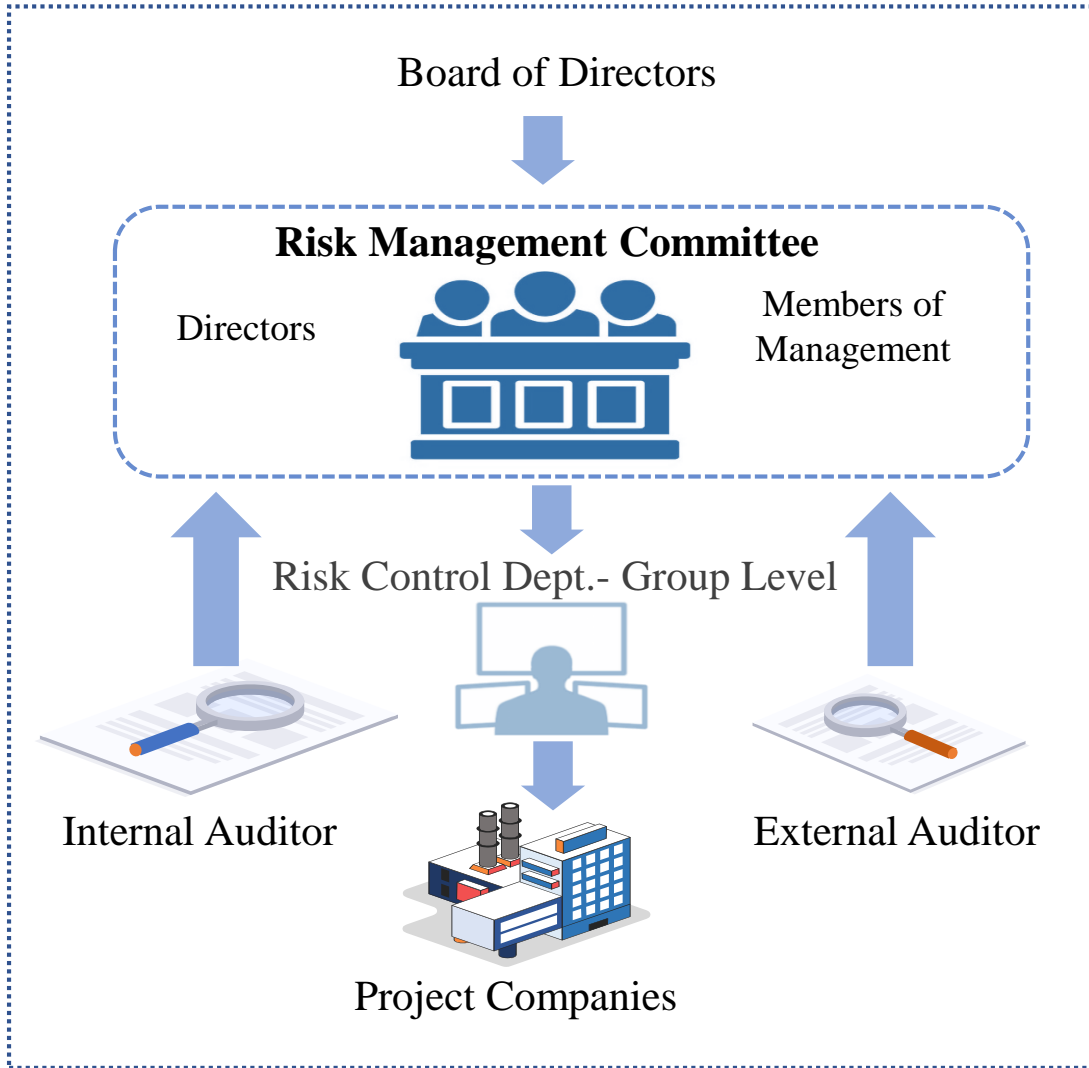 Board of Directors
Risk Management Committee
Directors
Members of
Management
Risk Control Dept.- Group Level
Internal Auditor
External Auditor
Project Companies